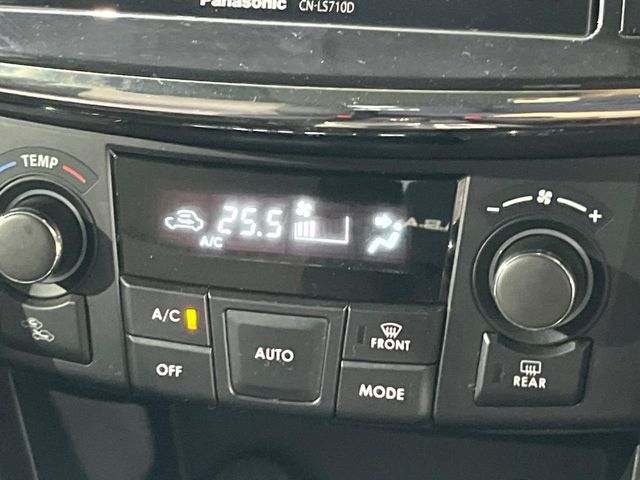 Panasonic CN-LS710D
TEMP
- +
25.5
A/C
A/C
FRONT
OFF
AUTO
MODE
REAR